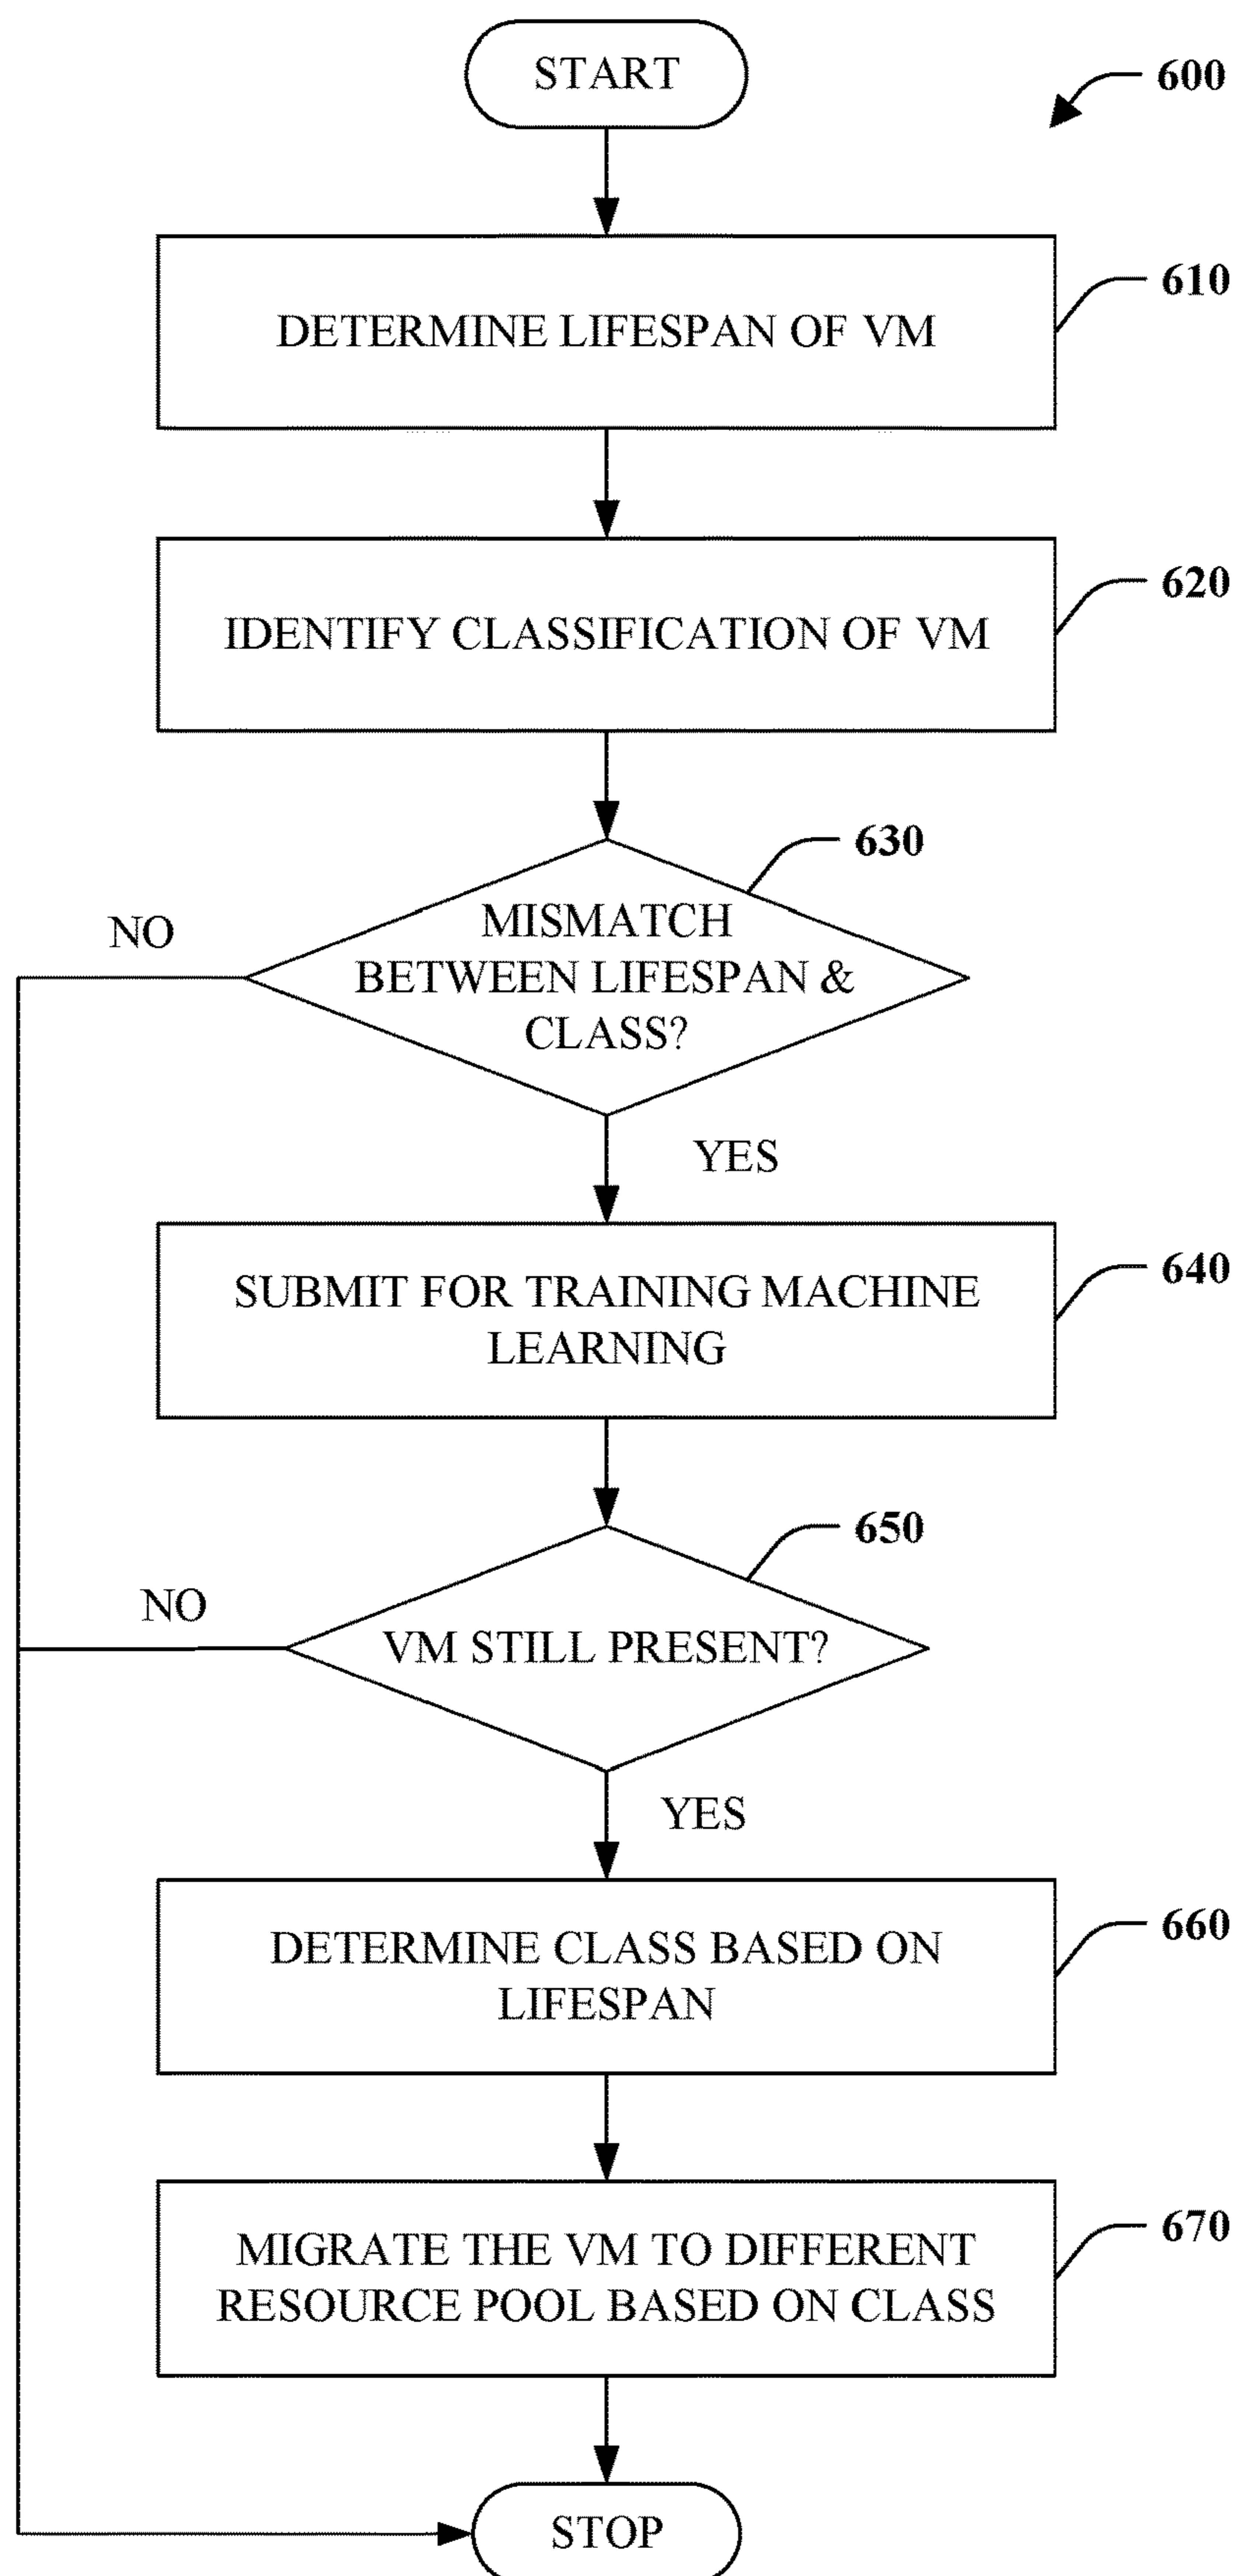 START
600
DETERMINE LIFESPAN OF VM
610
IDENTIFY CLASSIFICATION OF VM
620
630
MISMATCH
BETWEEN LIFESPAN &
CLASS?
NO
YES
SUBMIT FOR TRAINING MACHINE
LEARNING
640
650
VM STILL PRESENT?
NO
YES
DETERMINE CLASS BASED ON
LIFESPAN
660
MIGRATE THE VM TO DIFFERENT
RESOURCE POOL BASED ON CLASS
670
STOP